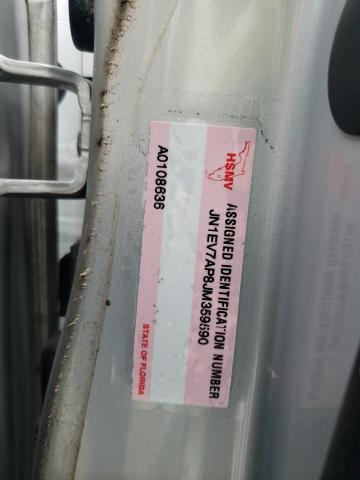 HSMV
ASSIGNED IDENTIFICATION NUMBER
JN1EV7AP8JM359590
A0108636
STATE OF FLORIDA